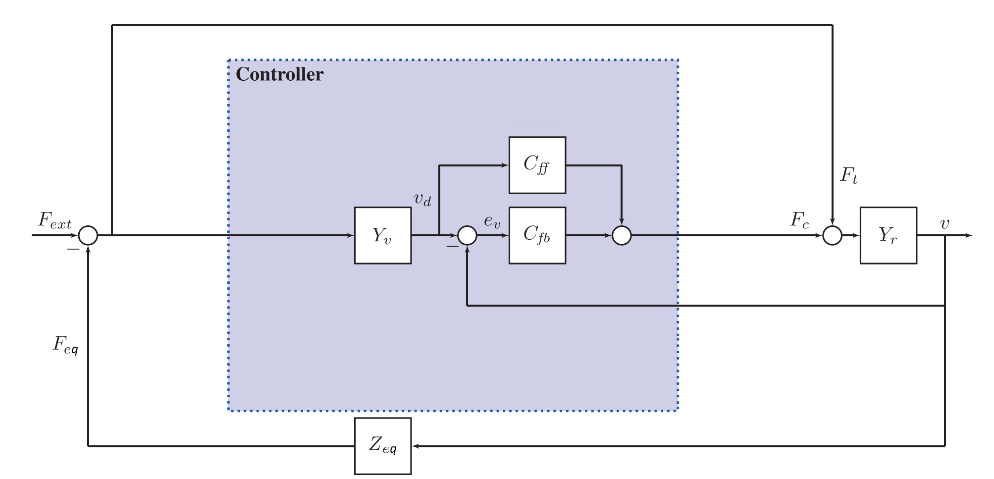 Controller
C_ff
F_t
F_ext
−
Y_v
v_d
−
e_v
C_fb
F_c
Y_r
v
F_eq
Z_eq